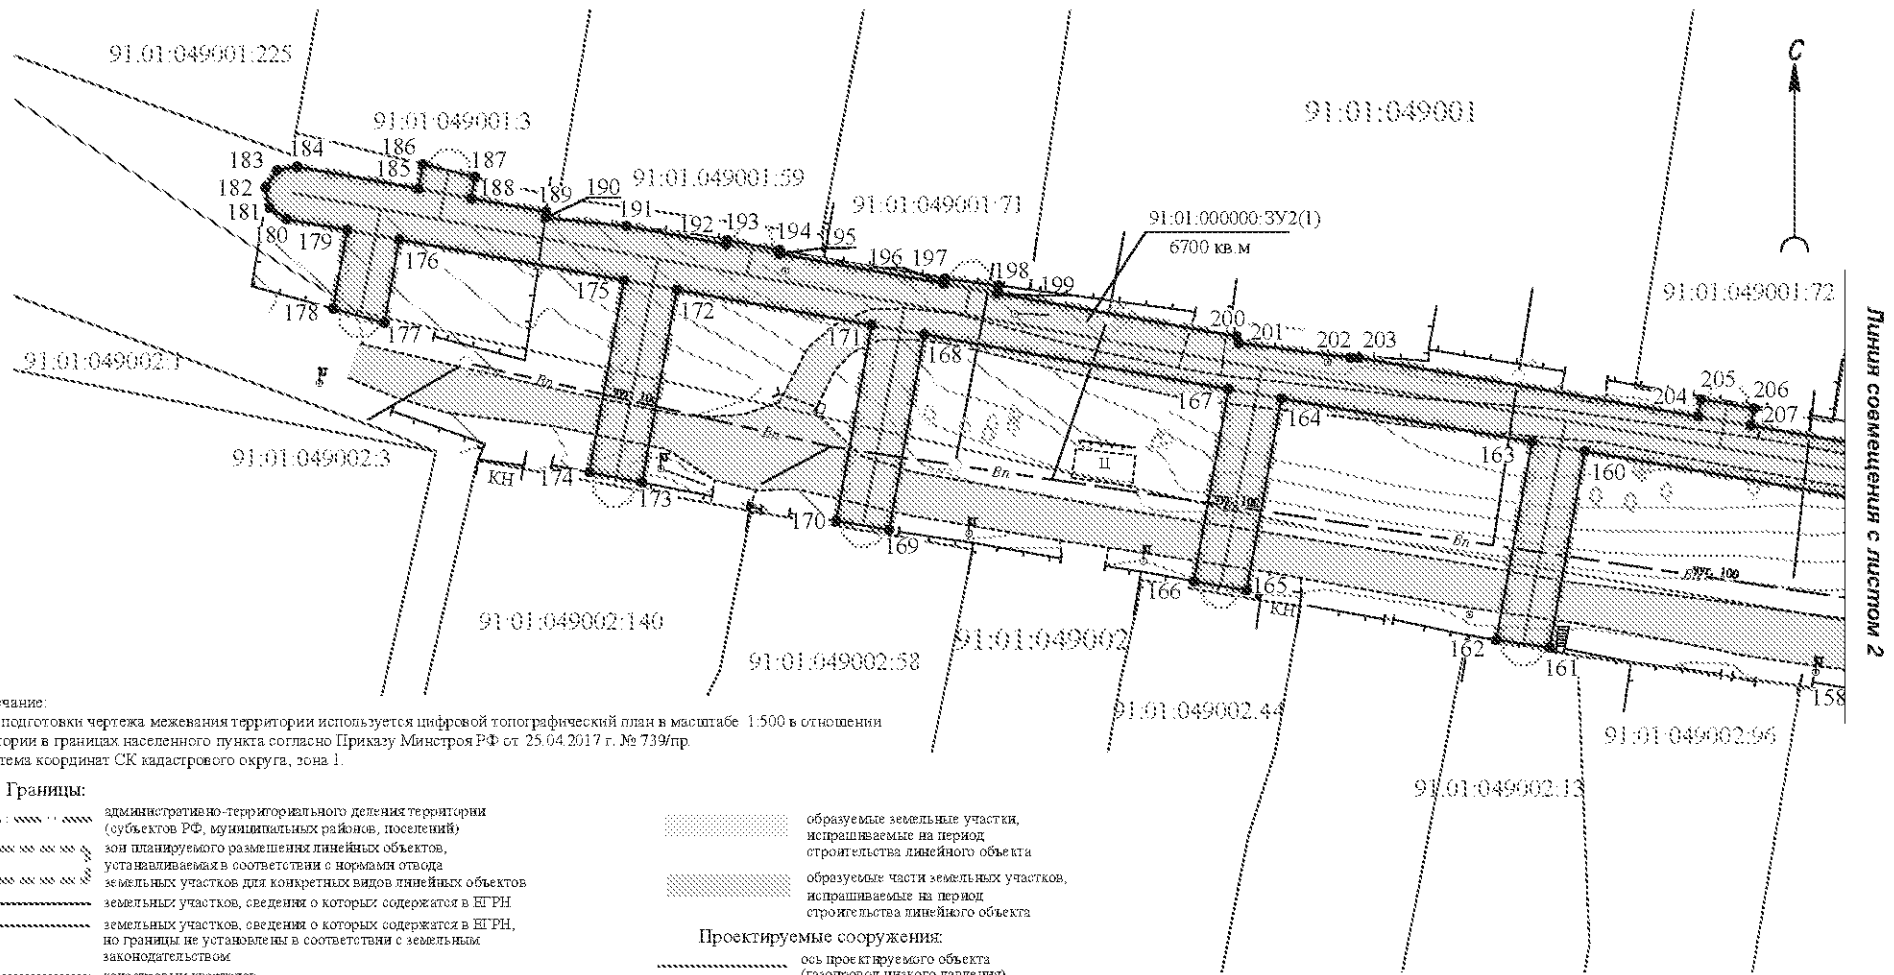 91:01:049001:225
91:01:049001:3
91:01:049001:59
91:01:049001:71
91:01:049001
91:01:000000:ЗУ2(1)
6700 кв.м
С
91:01:049001:72
Линия совмещения с листом 2
183
184
185
186
187
188
189
190
191
192
193
194
195
196
197
198
199
200
201
202
203
204
205
206
207
182
181
80
179
176
178
177
175
172
171
168
167
164
163
160
174
173
170
169
166
165
162
161
158
КН
КН
Вп
Вп
Вп
Вп
Ц
91:01:049002:1
91:01:049002:3
91:01:049002:140
91:01:049002:58
91:01:049002
91:01:049002:44
91:01:049002:13
91:01:049002:96
ечание:
подготовки чертежа межевания территории используется цифровой топографический план в масштабе 1:500 в отношении
тории в границах населенного пункта согласно Приказу Минстроя РФ от 25.04.2017 г. № 739/пр.
тема координат СК кадастрового округа, зона 1.
Границы:
административно-территориального деления территории
(субъектов РФ, муниципальных районов, поселений)
зон планируемого размещения линейных объектов,
устанавливаемая в соответствии с нормами отвода
земельных участков для конкретных видов линейных объектов
земельных участков, сведения о которых содержатся в ЕГРН
земельных участков, сведения о которых содержатся в ЕГРН,
но границы не установлены в соответствии с земельным
законодательством
кадастровых кварталов
образуемые земельные участки,
испрашиваемые на период
строительства линейного объекта
образуемые части земельных участков,
испрашиваемые на период
строительства линейного объекта
Проектируемые сооружения:
ось проектируемого объекта
(газопровод низкого давления)